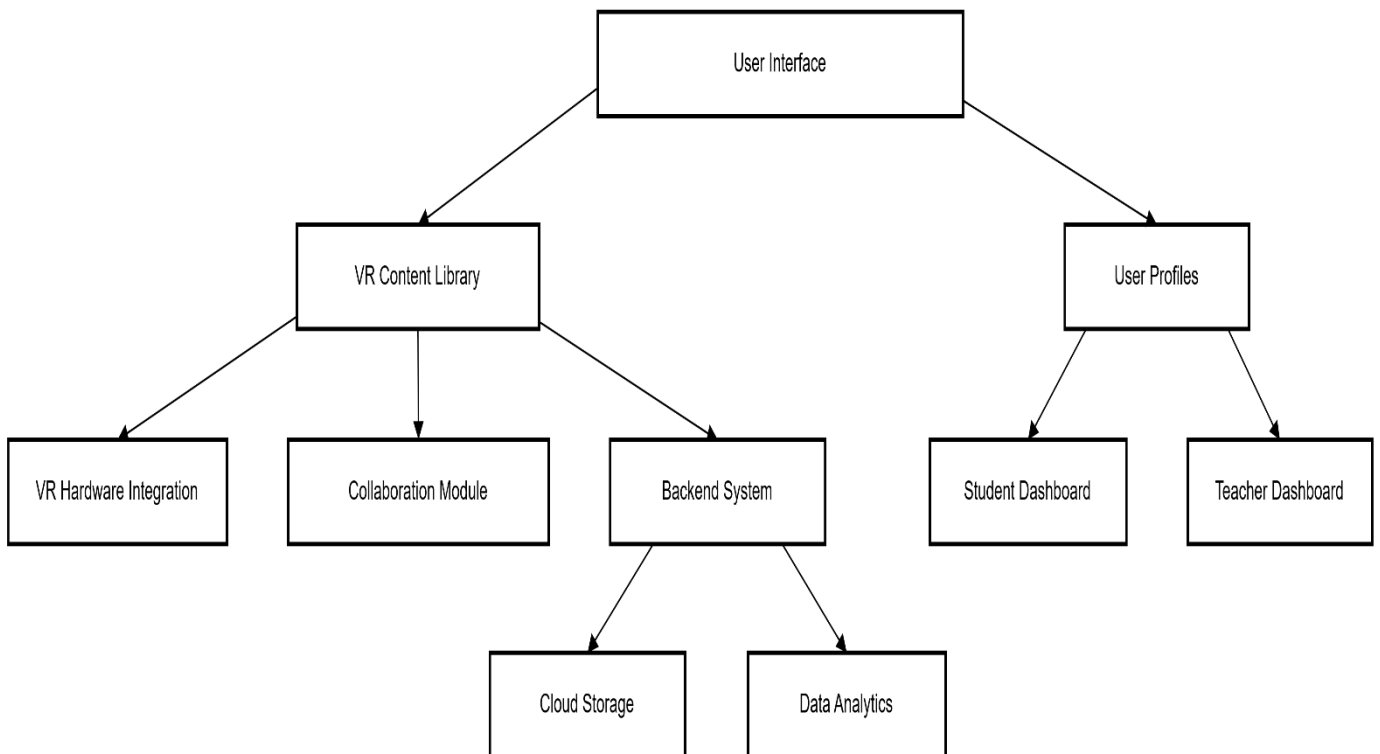 User Interface
VR Content Library
User Profiles
VR Hardware Integration
Collaboration Module
Backend System
Student Dashboard
Teacher Dashboard
Cloud Storage
Data Analytics